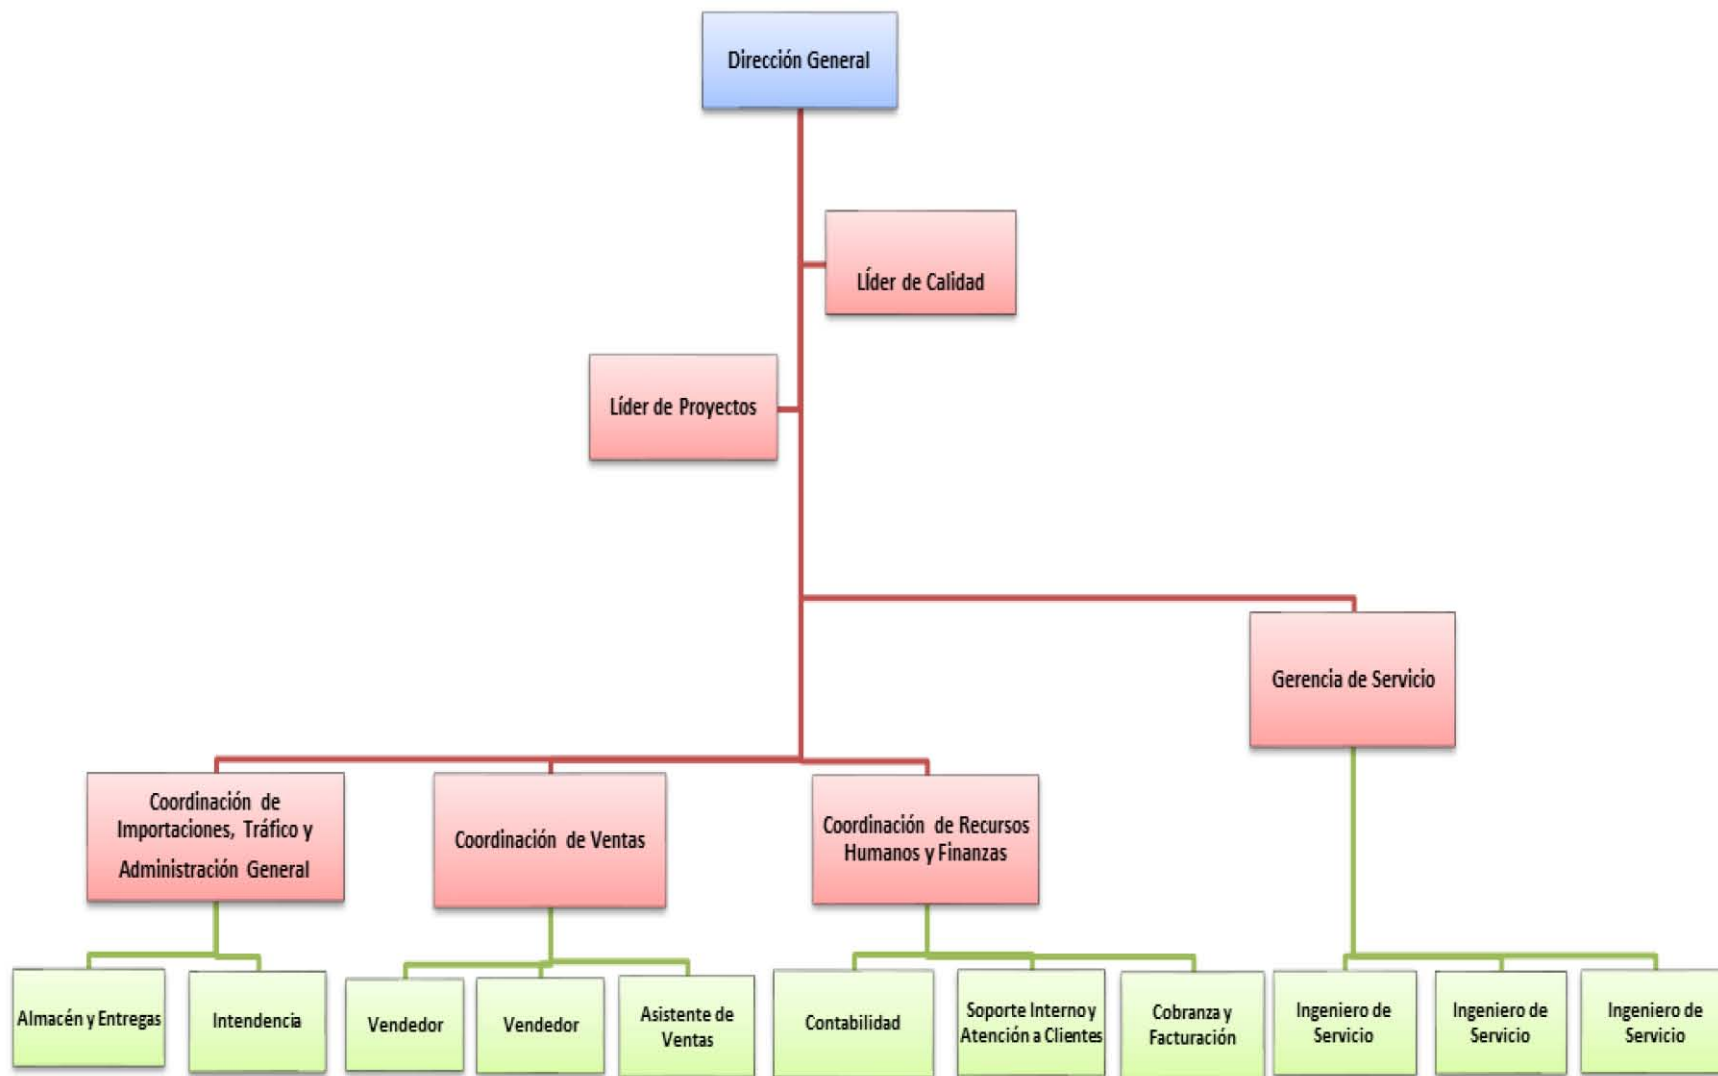 Dirección General
LÍder de Calidad
Líder de Proyectos
Gerencia de Servicio
Coordinación de
Importaciones, Tráfico y
Administración General
Coordinación de Ventas
Coordinación de Recursos
Humanos y Finanzas
Almacén y Entregas
Intendencia
Vendedor
Vendedor
Asistente de
Ventas
Contabilidad
Soporte Interno y
Atención a Clientes
Cobranza y
Facturación
Ingeniero de
Servicio
Ingeniero de
Servicio
Ingeniero de
Servicio